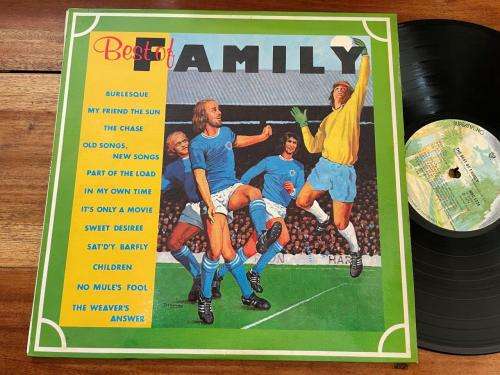 Best of FAMILY
BURLESQUE
MY FRIEND THE SUN
THE CHASE
OLD SONGS,
NEW SONGS
PART OF THE LOAD
IN MY OWN TIME
IT'S ONLY A MOVIE
SWEET DESIREE
SAT'D'Y BARFLY
CHILDREN
NO MULE'S FOOL
THE WEAVER'S
ANSWER